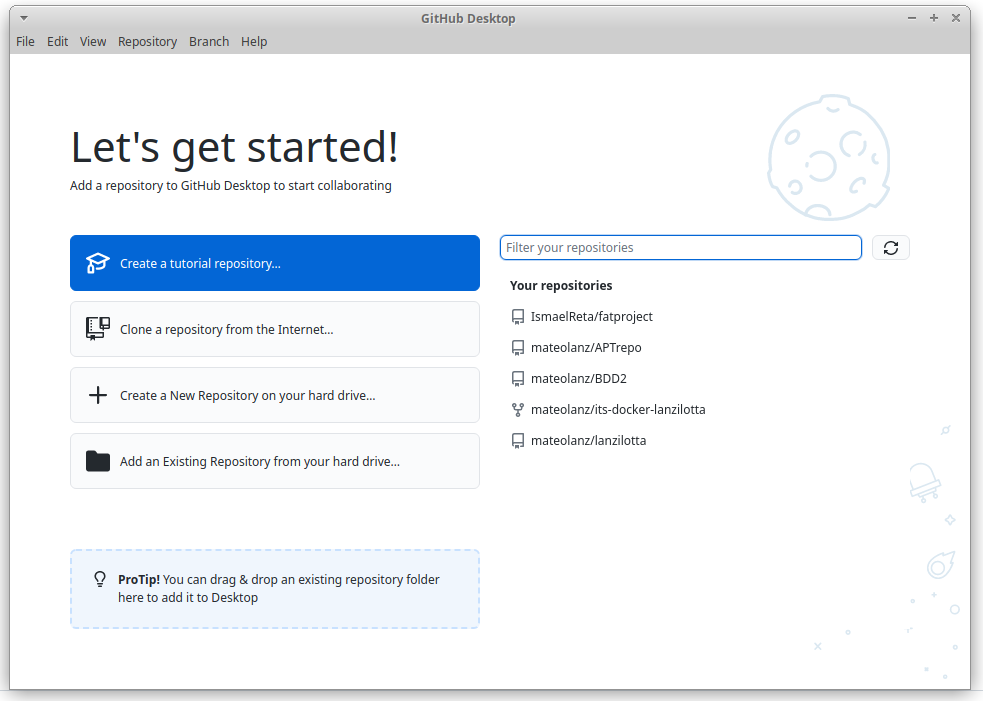 GitHub Desktop
File Edit View Repository Branch Help
Let's get started!
Add a repository to GitHub Desktop to start collaborating
Create a tutorial repository...
Clone a repository from the Internet...
Create a New Repository on your hard drive...
Add an Existing Repository from your hard drive...
ProTip! You can drag & drop an existing repository folder
here to add it to Desktop
Filter your repositories
Your repositories
IsmaelReta/fatproject
mateolanz/APTrepo
mateolanz/BDD2
mateolanz/its-docker-lanzilotta
mateolanz/lanzilotta